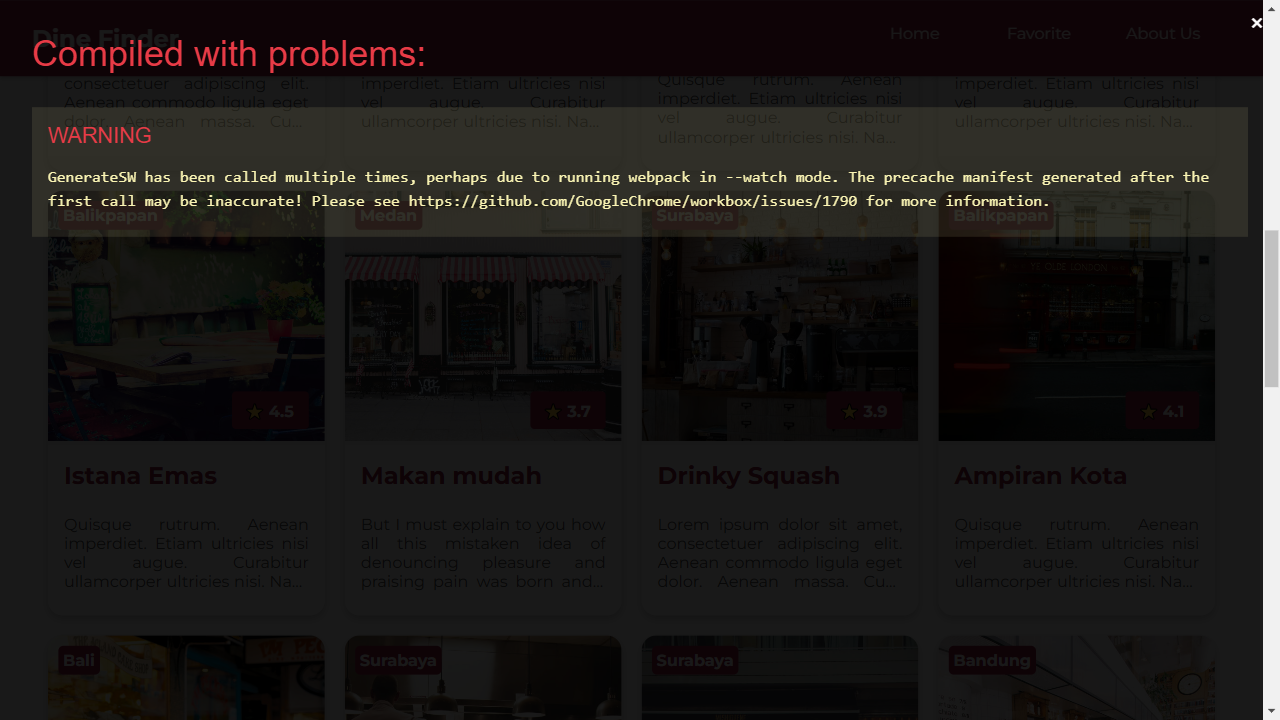 Dine Finder
Home Favorite About Us
×
Compiled with problems:
consectetuer adipiscing elit.
Aenean commodo ligula eget
dolor. Aenean massa. Cu...
imperdiet. Etiam ultricies nisi
vel augue. Curabitur
ullamcorper ultricies nisi. Na...
Quisque rutrum. Aenean
imperdiet. Etiam ultricies nisi
vel augue. Curabitur
ullamcorper ultricies nisi. Na...
imperdiet. Etiam ultricies nisi
vel augue. Curabitur
ullamcorper ultricies nisi. Na...
WARNING
GenerateSW has been called multiple times, perhaps due to running webpack in --watch mode. The precache manifest generated after the
first call may be inaccurate! Please see https://github.com/GoogleChrome/workbox/issues/1790 for more information.
Balikpapan
Medan
Surabaya
Balikpapan
★ 4.5
★ 3.7
★ 3.9
★ 4.1
Istana Emas
Quisque rutrum. Aenean
imperdiet. Etiam ultricies nisi
vel augue. Curabitur
ullamcorper ultricies nisi. Na...
Makan mudah
But I must explain to you how
all this mistaken idea of
denouncing pleasure and
praising pain was born and...
Drinky Squash
Lorem ipsum dolor sit amet,
consectetuer adipiscing elit.
Aenean commodo ligula eget
dolor. Aenean massa. Cu...
Ampiran Kota
Quisque rutrum. Aenean
imperdiet. Etiam ultricies nisi
vel augue. Curabitur
ullamcorper ultricies nisi. Na...
Bali
Surabaya
Surabaya
Bandung